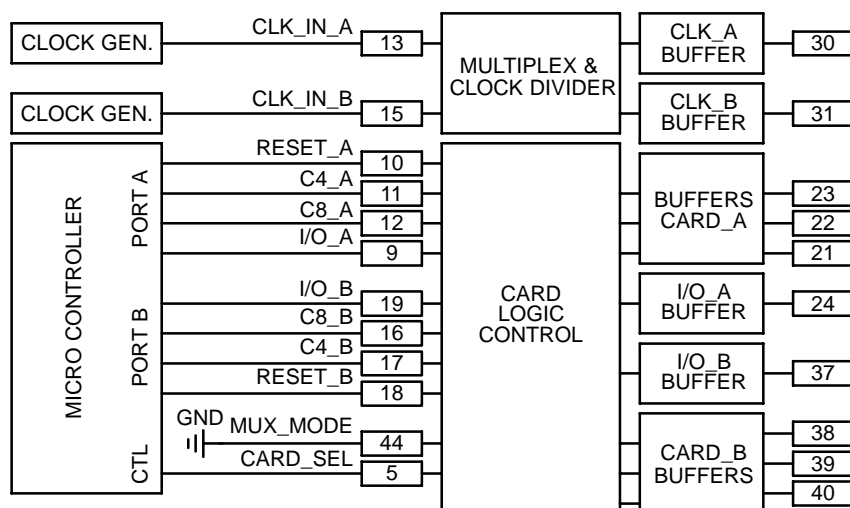 CLOCK GEN.
CLK_IN_A
13
MULTIPLEX &
CLOCK DIVIDER
CLK_A
BUFFER
30
CLOCK GEN.
CLK_IN_B
15
CLK_B
BUFFER
31
MICRO CONTROLLER
PORT A
RESET_A
10
C4_A
11
C8_A
12
I/O_A
9
PORT B
I/O_B
19
C8_B
16
C4_B
17
RESET_B
18
CTL
GND
MUX_MODE
44
CARD_SEL
5
CARD
LOGIC
CONTROL
BUFFERS
CARD_A
23
22
21
I/O_A
BUFFER
24
I/O_B
BUFFER
37
CARD_B
BUFFERS
38
39
40